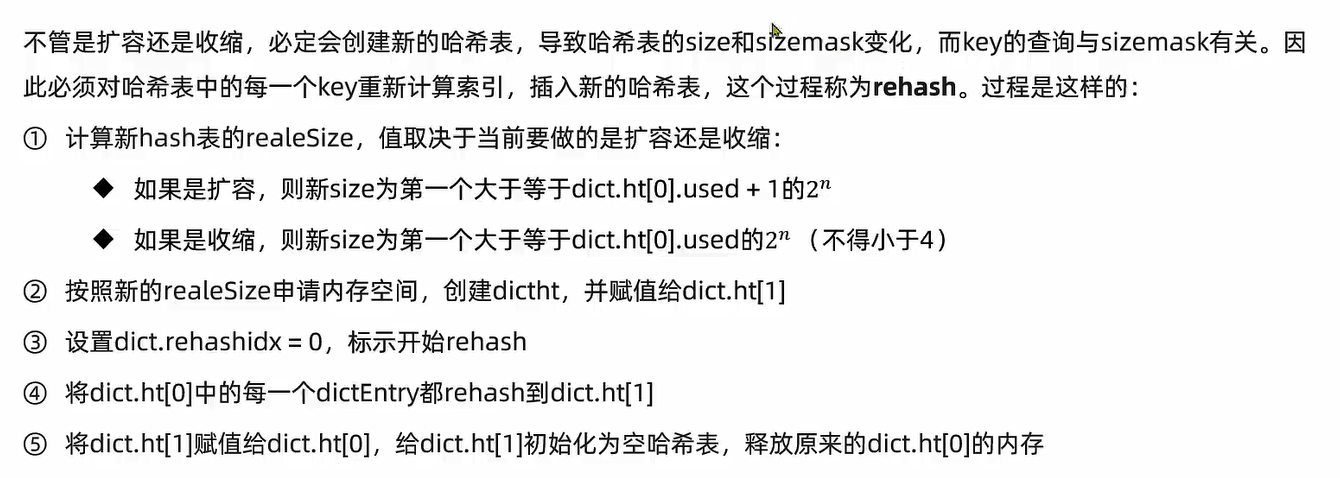 不管是扩容还是收缩，必定会创建新的哈希表，导致哈希表的size和sizemask变化，而key的查询与sizemask有关。因
此必须对哈希表中的每一个key重新计算索引，插入新的哈希表，这个过程称为rehash。过程是这样的：
① 计算新hash表的realeSize，值取决于当前要做的是扩容还是收缩：
◆ 如果是扩容，则新size为第一个大于等于dict.ht[0].used + 1的2ⁿ
◆ 如果是收缩，则新size为第一个大于等于dict.ht[0].used的2ⁿ（不得小于4）
② 按照新的realeSize申请内存空间，创建dictht，并赋值给dict.ht[1]
③ 设置dict.rehashidx = 0，标示开始rehash
④ 将dict.ht[0]中的每一个dictEntry都rehash到dict.ht[1]
⑤ 将dict.ht[1]赋值给dict.ht[0]，给dict.ht[1]初始化为空哈希表，释放原来的dict.ht[0]的内存